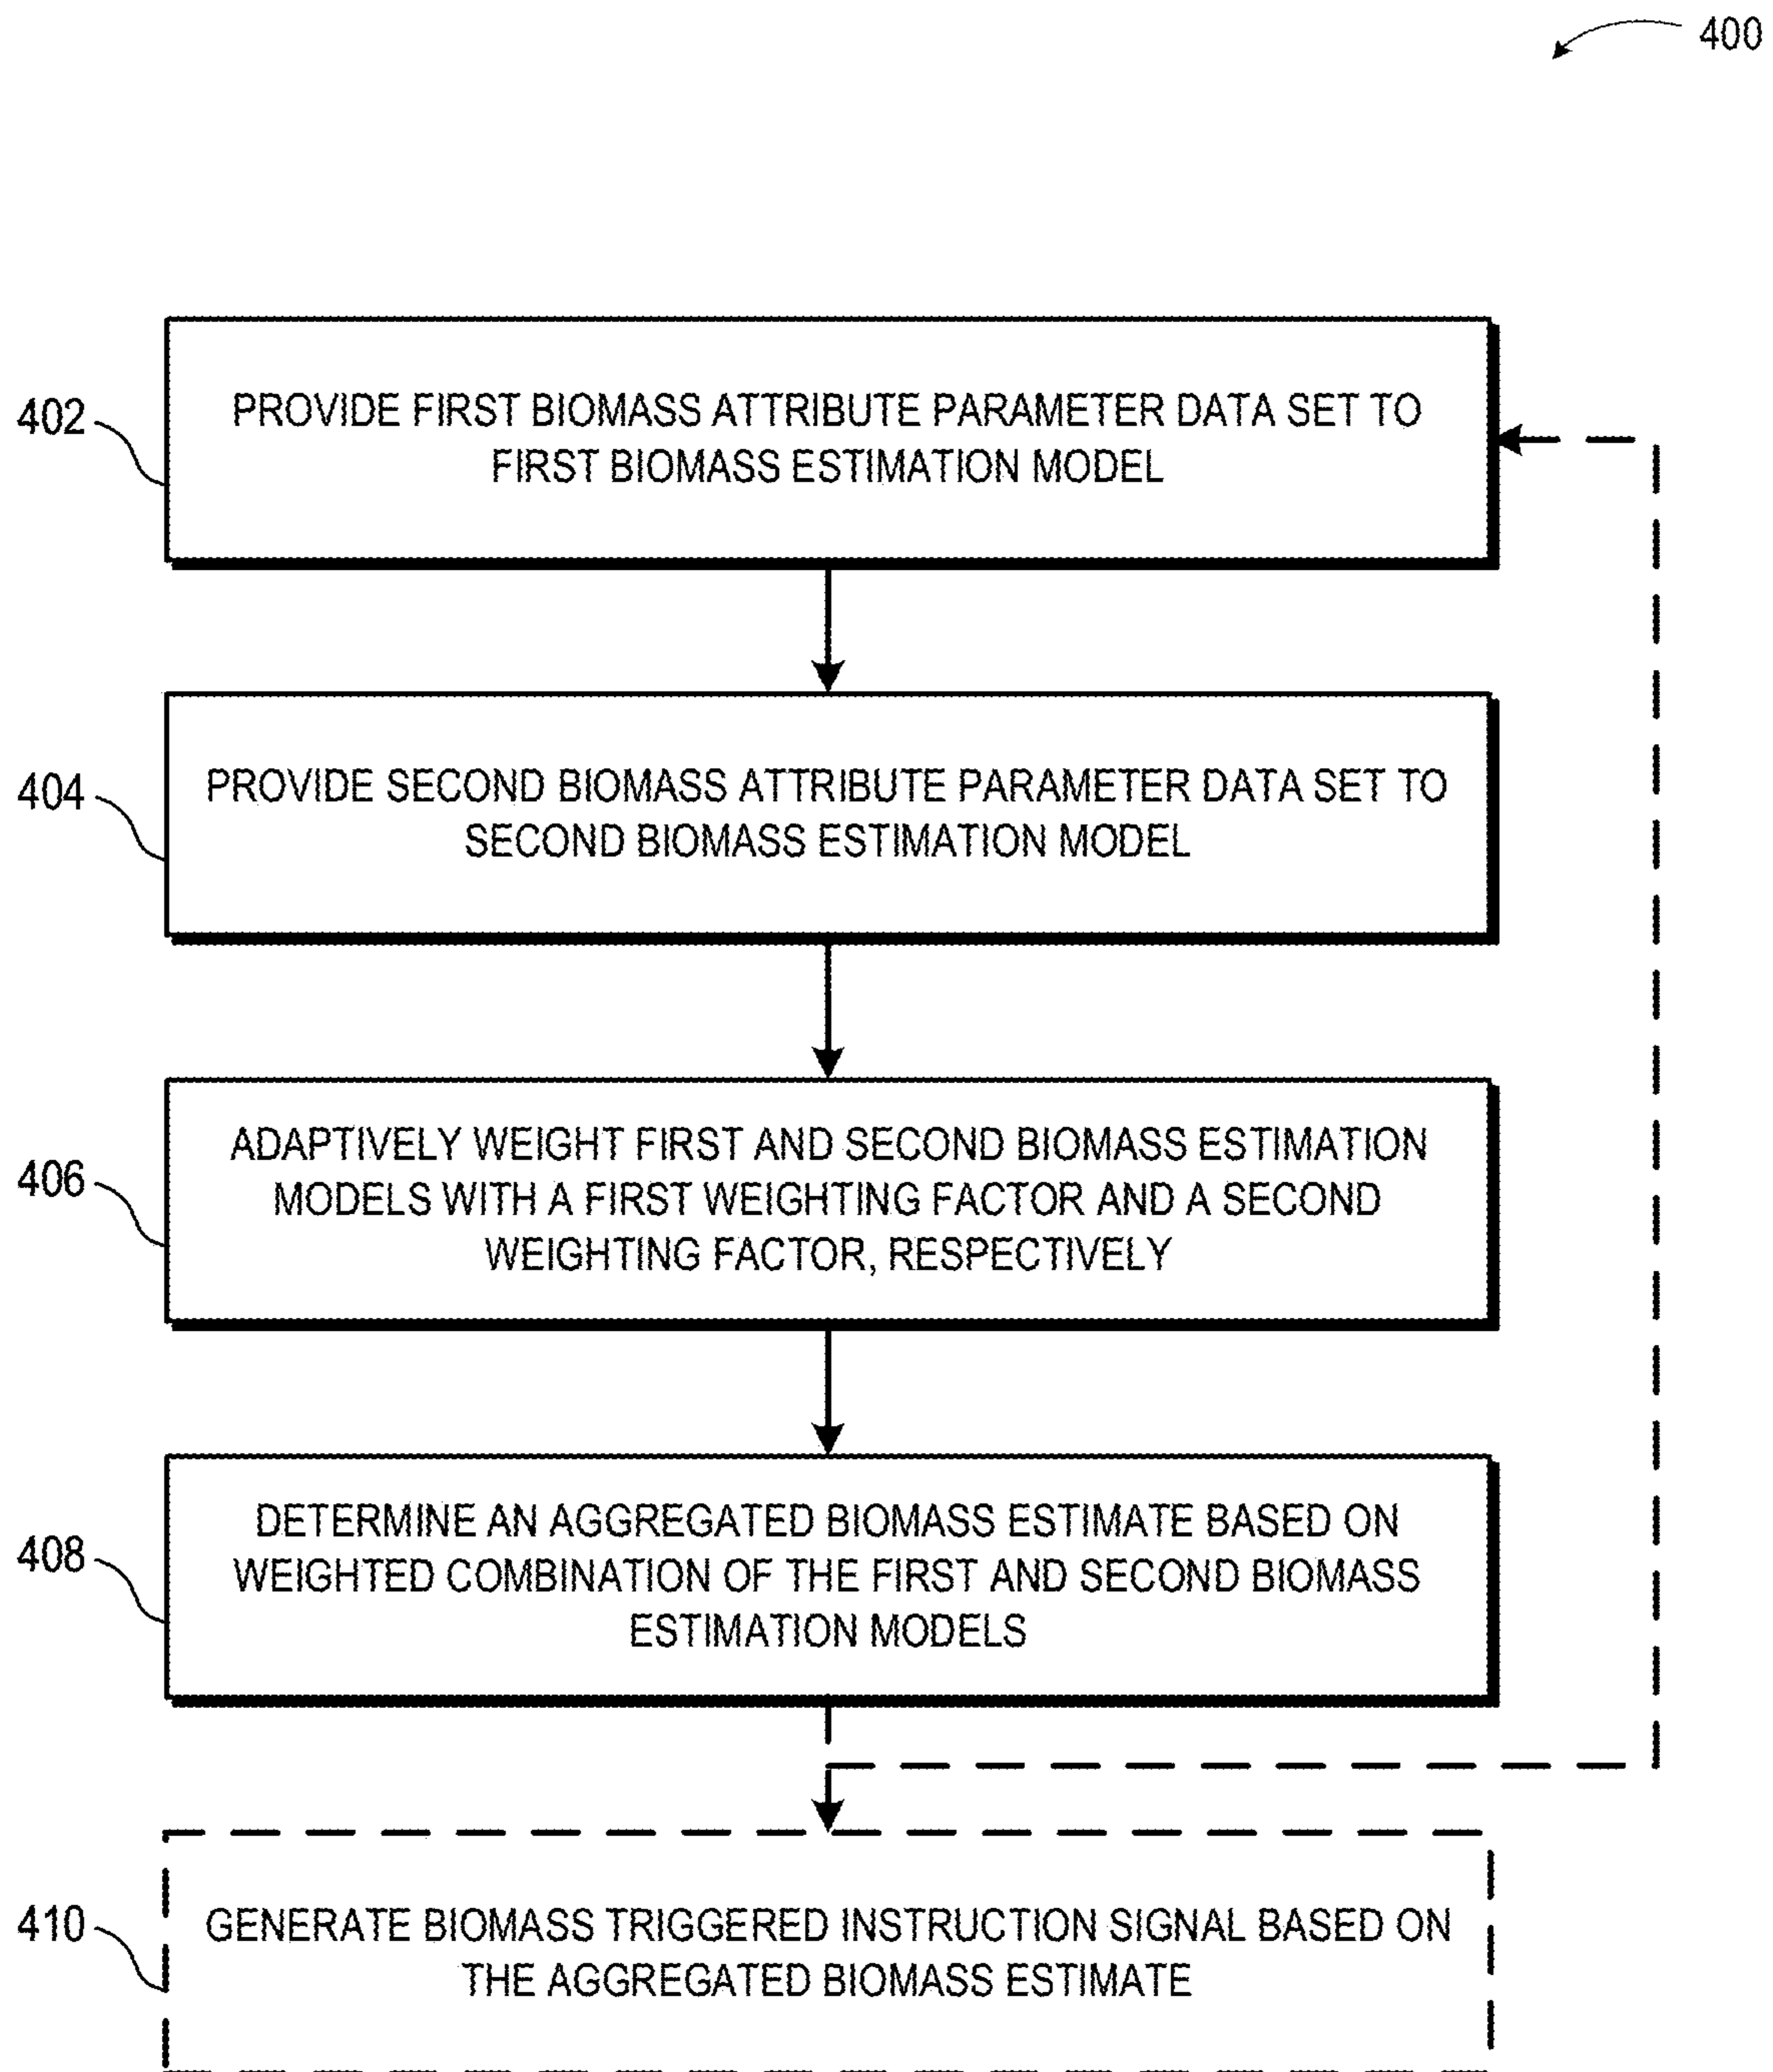 400
402
PROVIDE FIRST BIOMASS ATTRIBUTE PARAMETER DATA SET TO
FIRST BIOMASS ESTIMATION MODEL
404
PROVIDE SECOND BIOMASS ATTRIBUTE PARAMETER DATA SET TO
SECOND BIOMASS ESTIMATION MODEL
406
ADAPTIVELY WEIGHT FIRST AND SECOND BIOMASS ESTIMATION
MODELS WITH A FIRST WEIGHTING FACTOR AND A SECOND
WEIGHTING FACTOR, RESPECTIVELY
408
DETERMINE AN AGGREGATED BIOMASS ESTIMATE BASED ON
WEIGHTED COMBINATION OF THE FIRST AND SECOND BIOMASS
ESTIMATION MODELS
410
GENERATE BIOMASS TRIGGERED INSTRUCTION SIGNAL BASED ON
THE AGGREGATED BIOMASS ESTIMATE